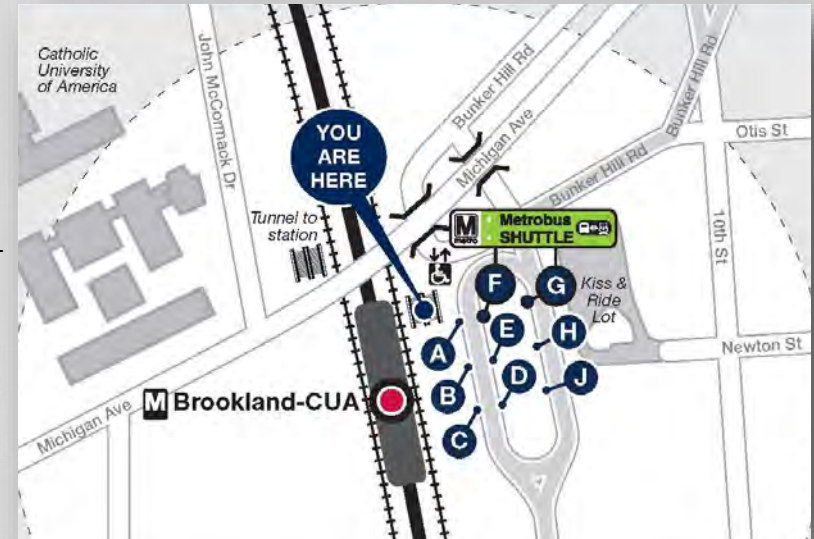 Catholic
University
of America
John McCormack Dr
YOU
ARE
HERE
Bunker Hill Rd
Michigan Ave
Bunker Hill Rd
Otis St
Bunker Hill Rd
10th St
Tunnel to
station
M
metro
Metrobus
SHUTTLE
F
G
Kiss &
Ride
Lot
A
E
H
Newton St
B
D
J
C
M Brookland-CUA
Michigan Ave